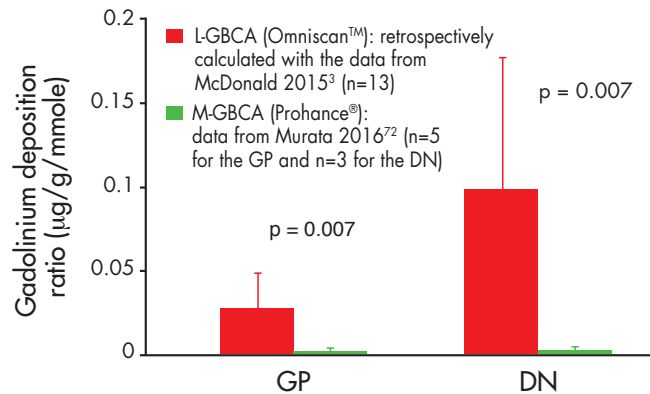 Gadolinium deposition
ratio (µg/g/mmole)
0.2
0.15
0.1
0.05
0
L-GBCA (Omniscan™): retrospectively
calculated with the data from
McDonald 2015³ (n=13)
M-GBCA (Prohance®):
data from Murata 2016⁷² (n=5
for the GP and n=3 for the DN)
p = 0.007
p = 0.007
GP
DN